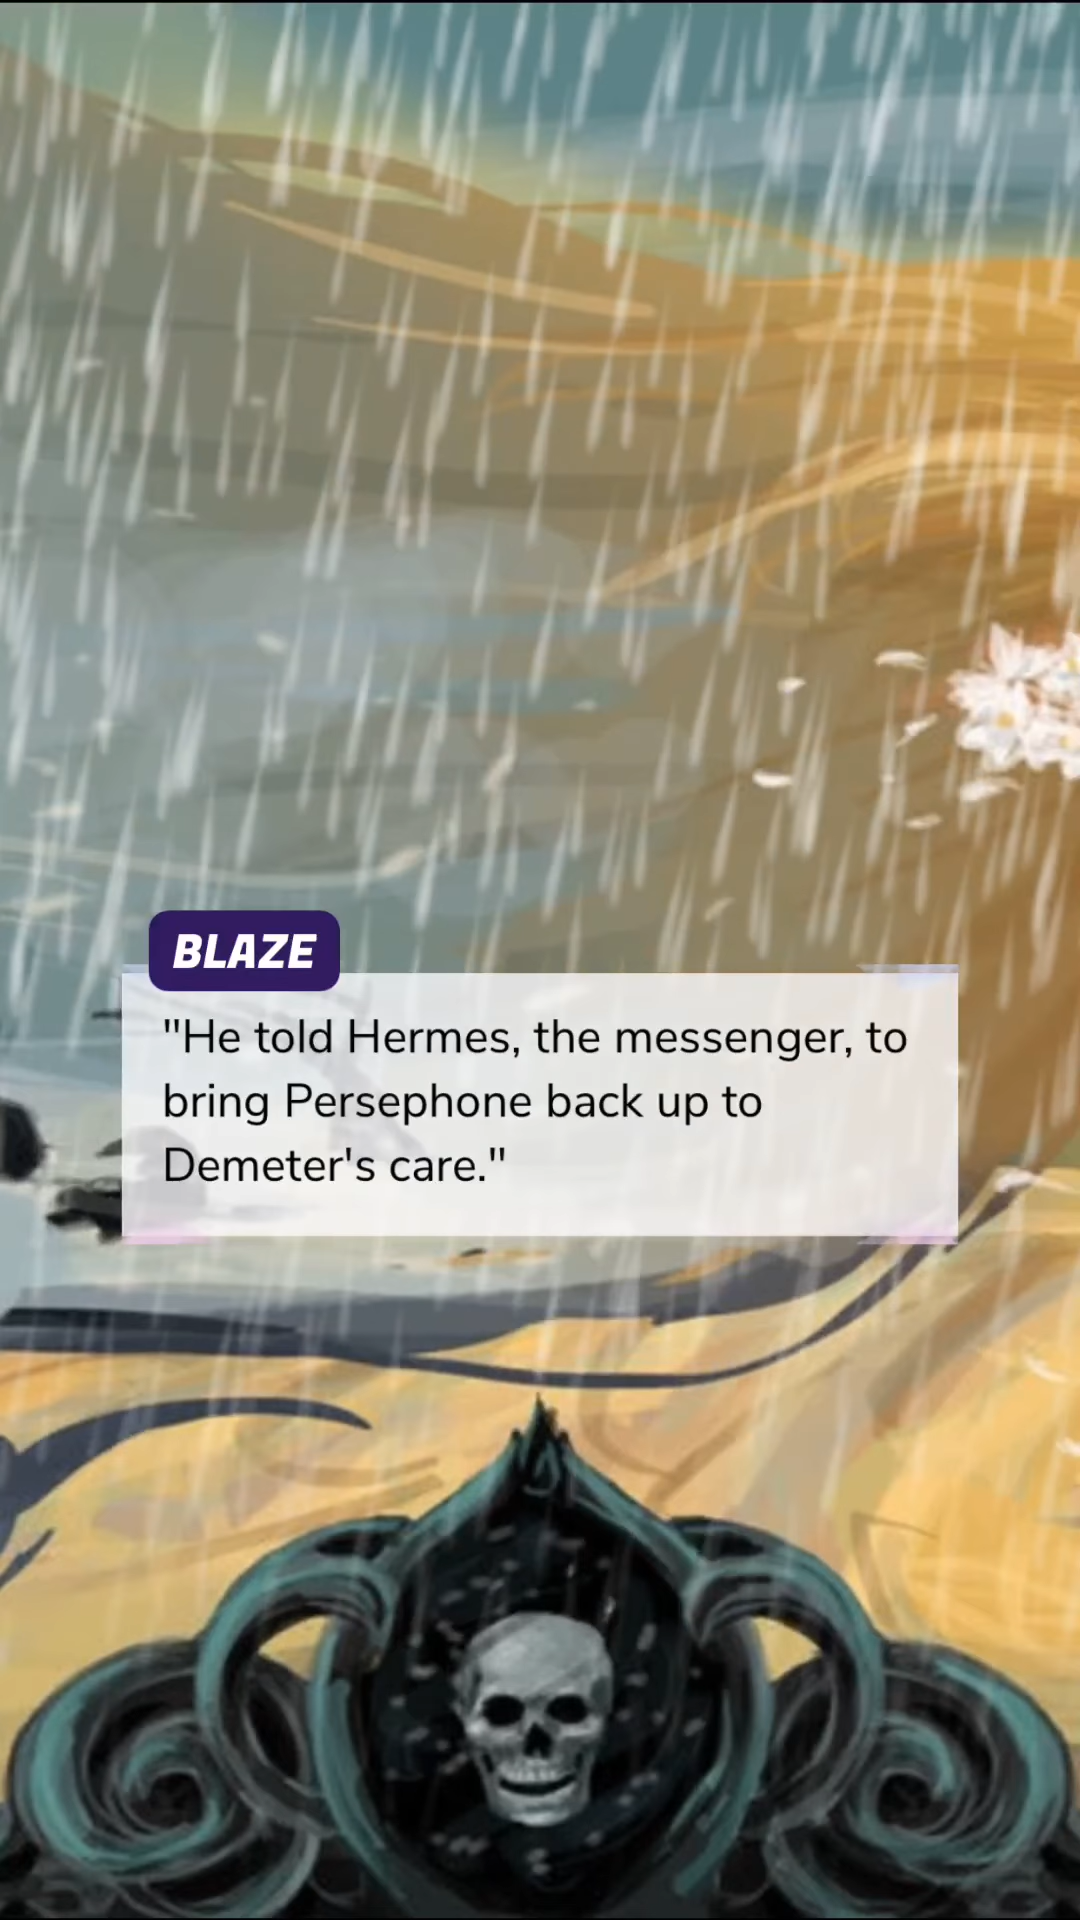 BLAZE
"He told Hermes, the messenger, to
bring Persephone back up to
Demeter's care."